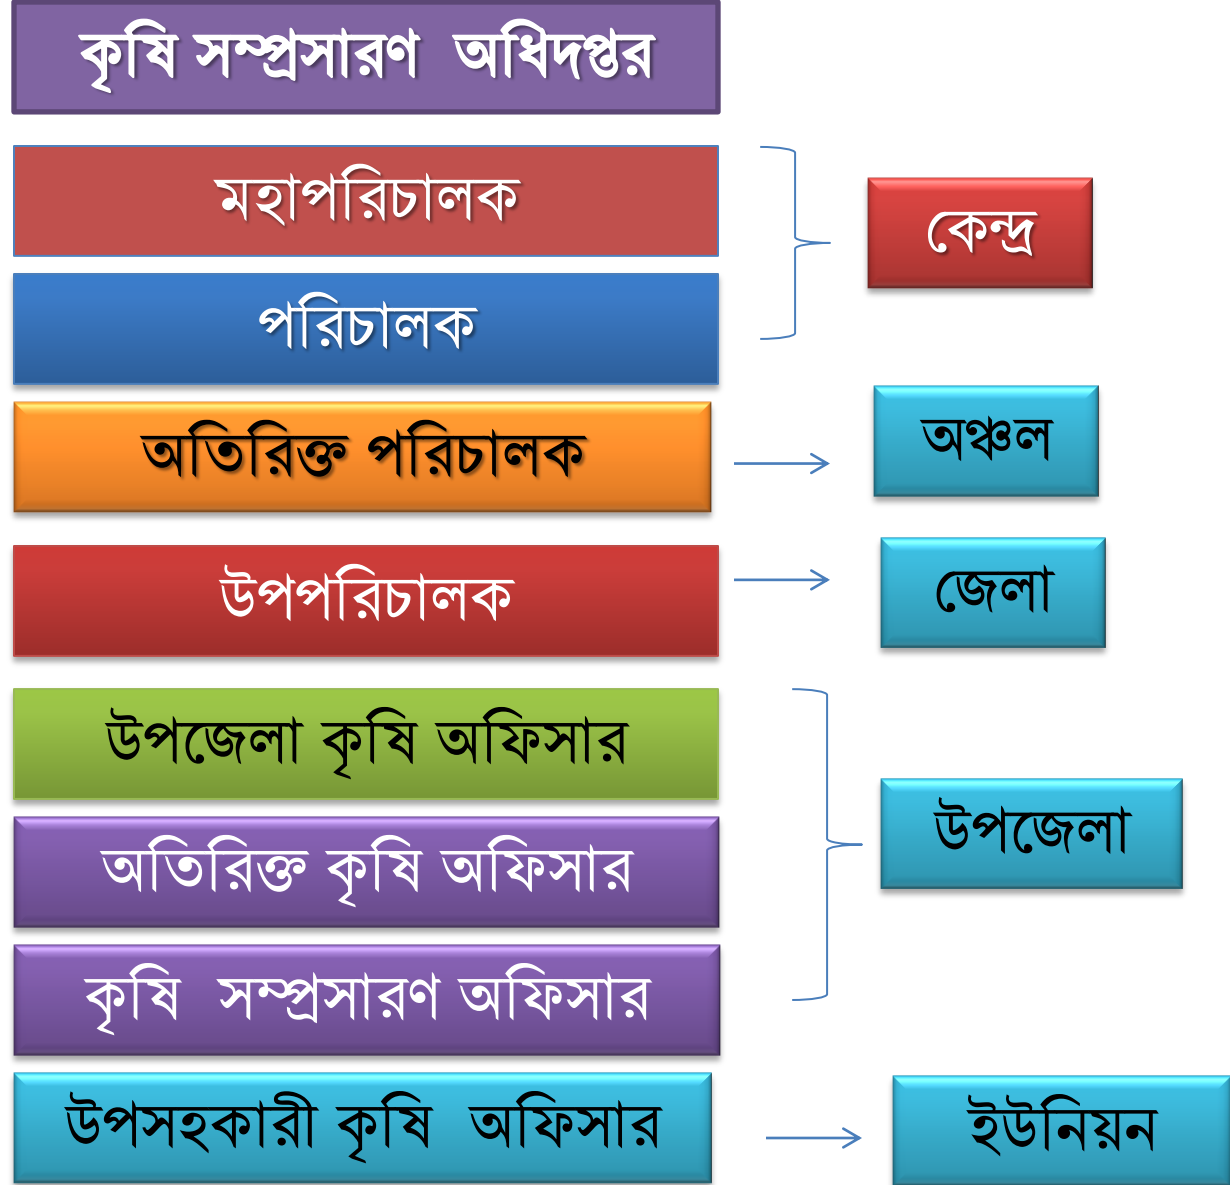 কৃষি সম্প্রসারণ অধিদপ্তর
মহাপরিচালক
কেন্দ্র
পরিচালক
অতিরিক্ত পরিচালক
অঞ্চল
উপপরিচালক
জেলা
উপজেলা কৃষি অফিসার
উপজেলা
অতিরিক্ত কৃষি অফিসার
কৃষি সম্প্রসারণ অফিসার
উপসহকারী কৃষি অফিসার
ইউনিয়ন